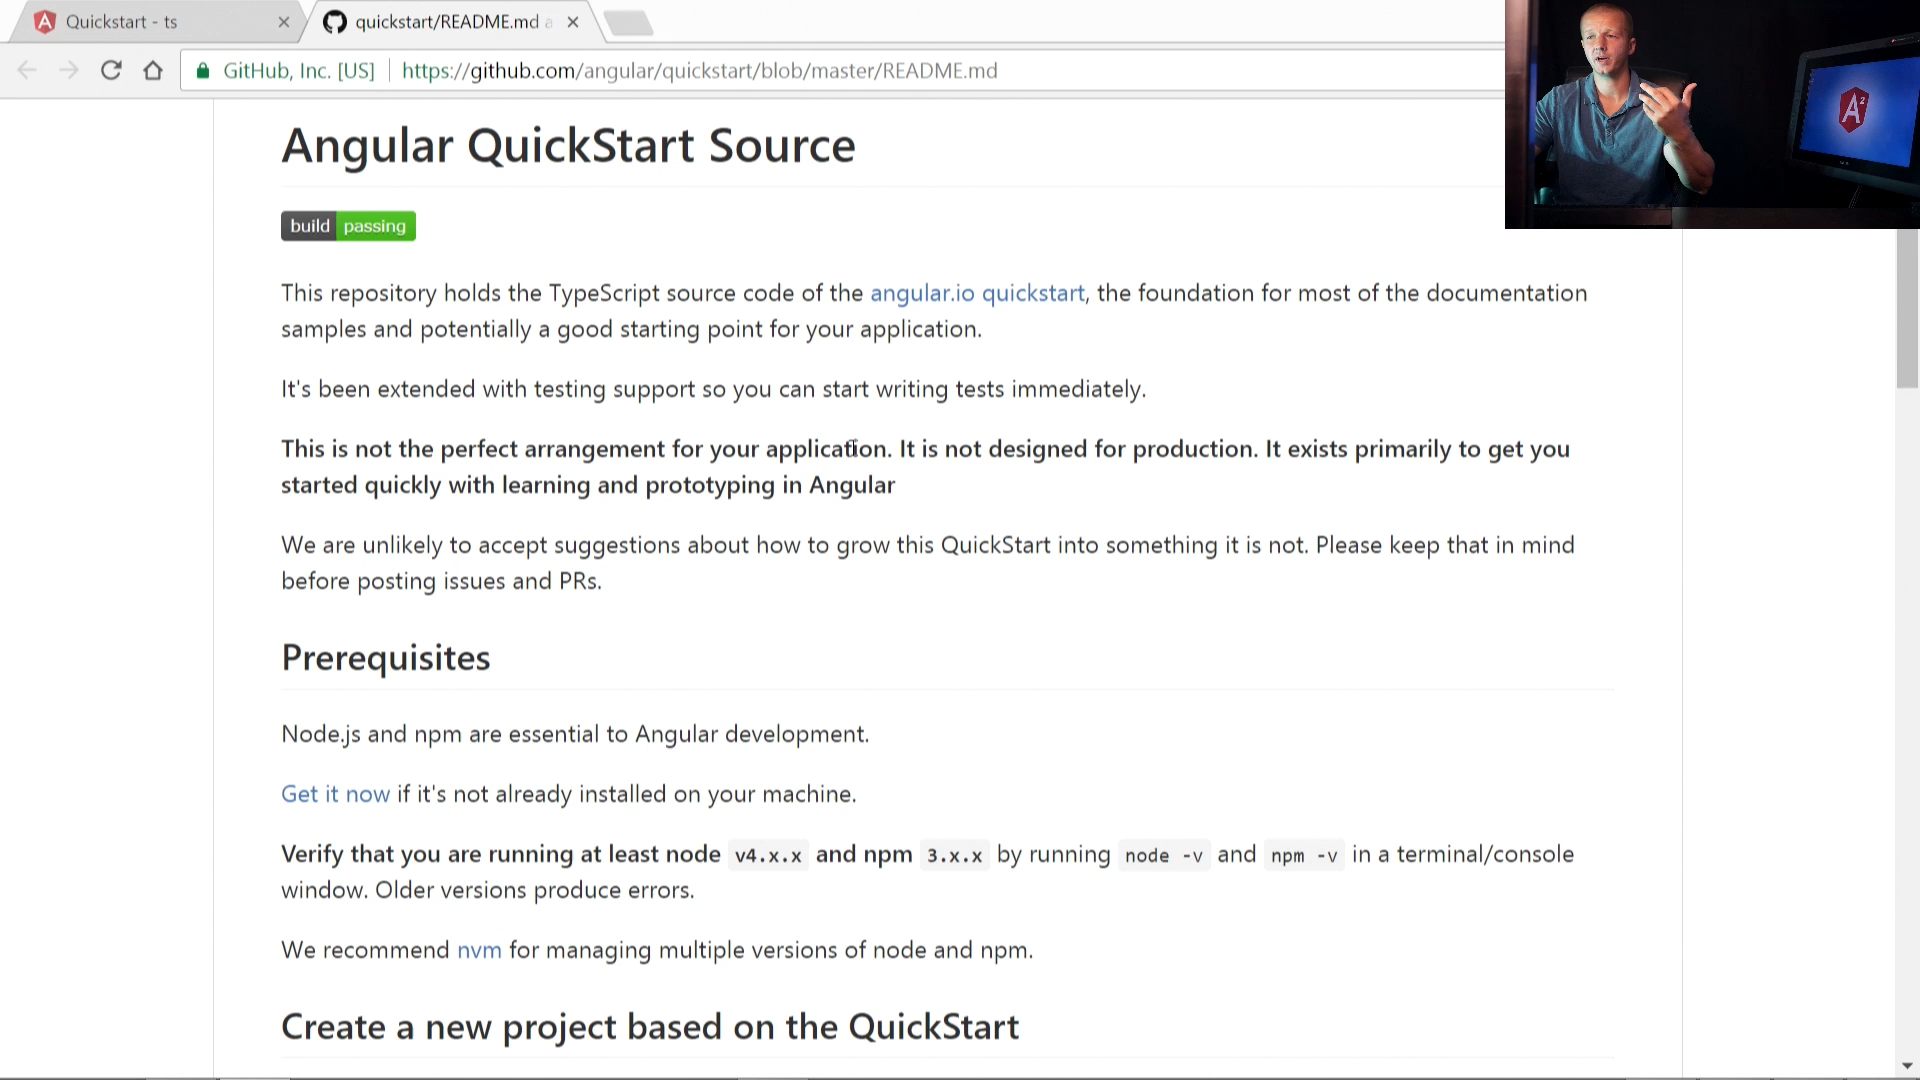 Quickstart - ts
quickstart/README.md a
GitHub, Inc. [US] https://github.com/angular/quickstart/blob/master/README.md
Angular QuickStart Source
build passing
This repository holds the TypeScript source code of the angular.io quickstart, the foundation for most of the documentation
samples and potentially a good starting point for your application.
It's been extended with testing support so you can start writing tests immediately.
This is not the perfect arrangement for your application. It is not designed for production. It exists primarily to get you
started quickly with learning and prototyping in Angular
We are unlikely to accept suggestions about how to grow this QuickStart into something it is not. Please keep that in mind
before posting issues and PRs.
Prerequisites
Node.js and npm are essential to Angular development.
Get it now if it's not already installed on your machine.
Verify that you are running at least node v4.x.x and npm 3.x.x by running node -v and npm -v in a terminal/console
window. Older versions produce errors.
We recommend nvm for managing multiple versions of node and npm.
Create a new project based on the QuickStart
A2